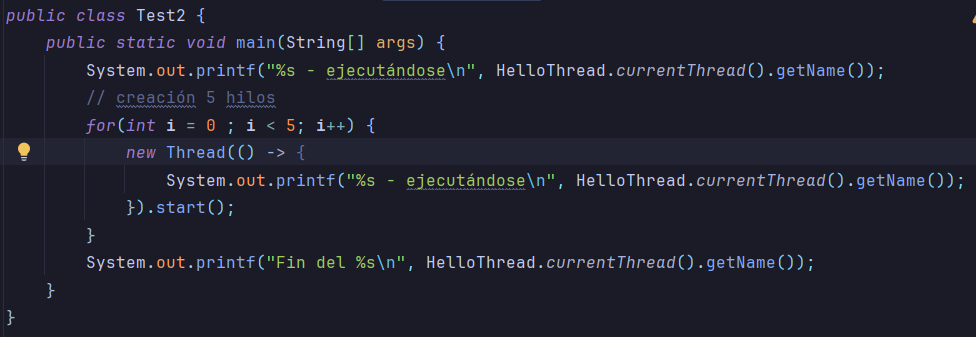 public class Test2 {
    public static void main(String[] args) {
        System.out.printf("%s - ejecutándose\n", HelloThread.currentThread().getName());
        // creación 5 hilos
        for(int i = 0 ; i < 5; i++) {
            new Thread(() -> {
                System.out.printf("%s - ejecutándose\n", HelloThread.currentThread().getName());
            }).start();
        }
        System.out.printf("Fin del %s\n", HelloThread.currentThread().getName());
    }
}